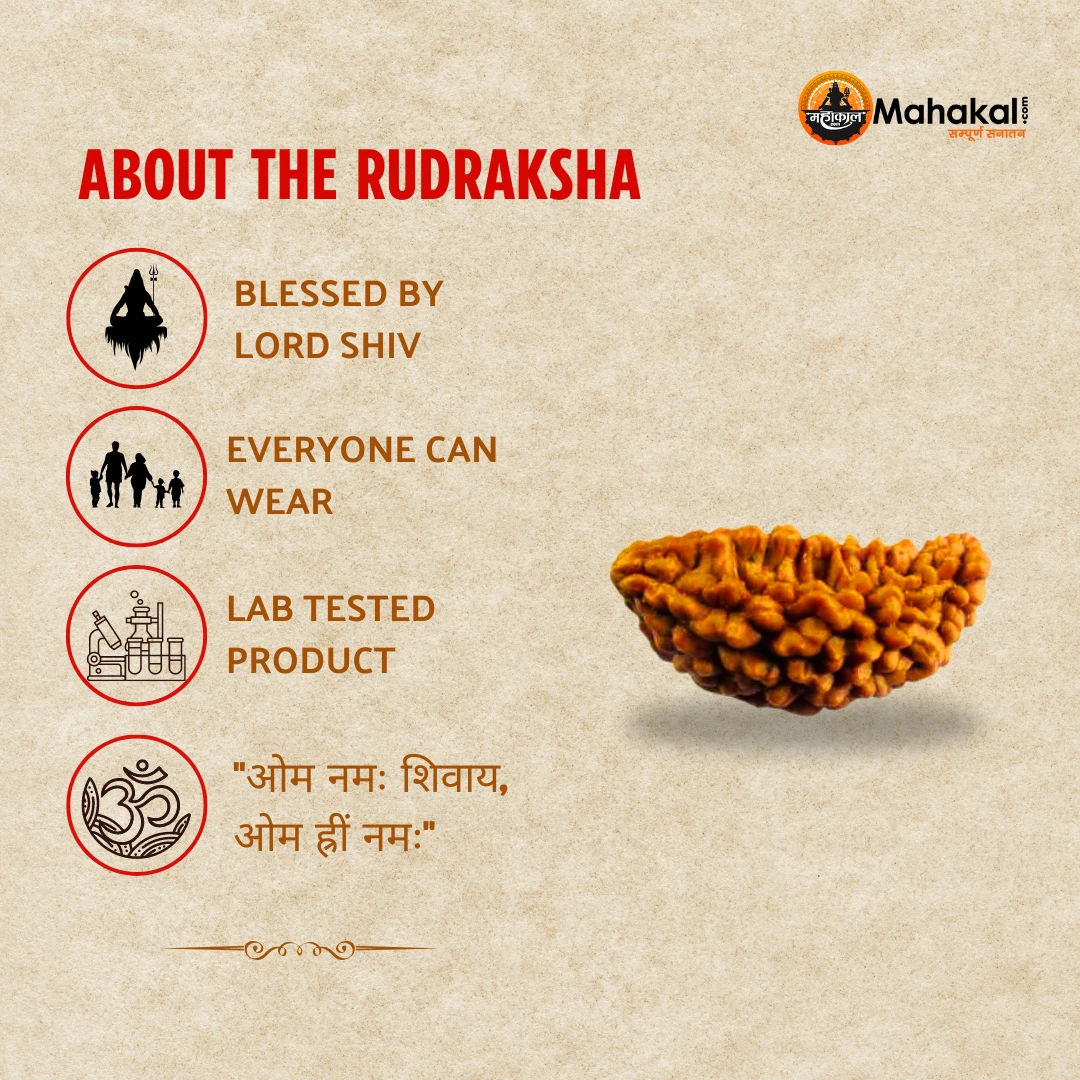 महाकाल
Mahakal.com
सम्पूर्ण सनातन
ABOUT THE RUDRAKSHA
BLESSED BY
LORD SHIV
EVERYONE CAN
WEAR
LAB TESTED
PRODUCT
"ओम नमः शिवाय,
ओम ह्रीं नमः"